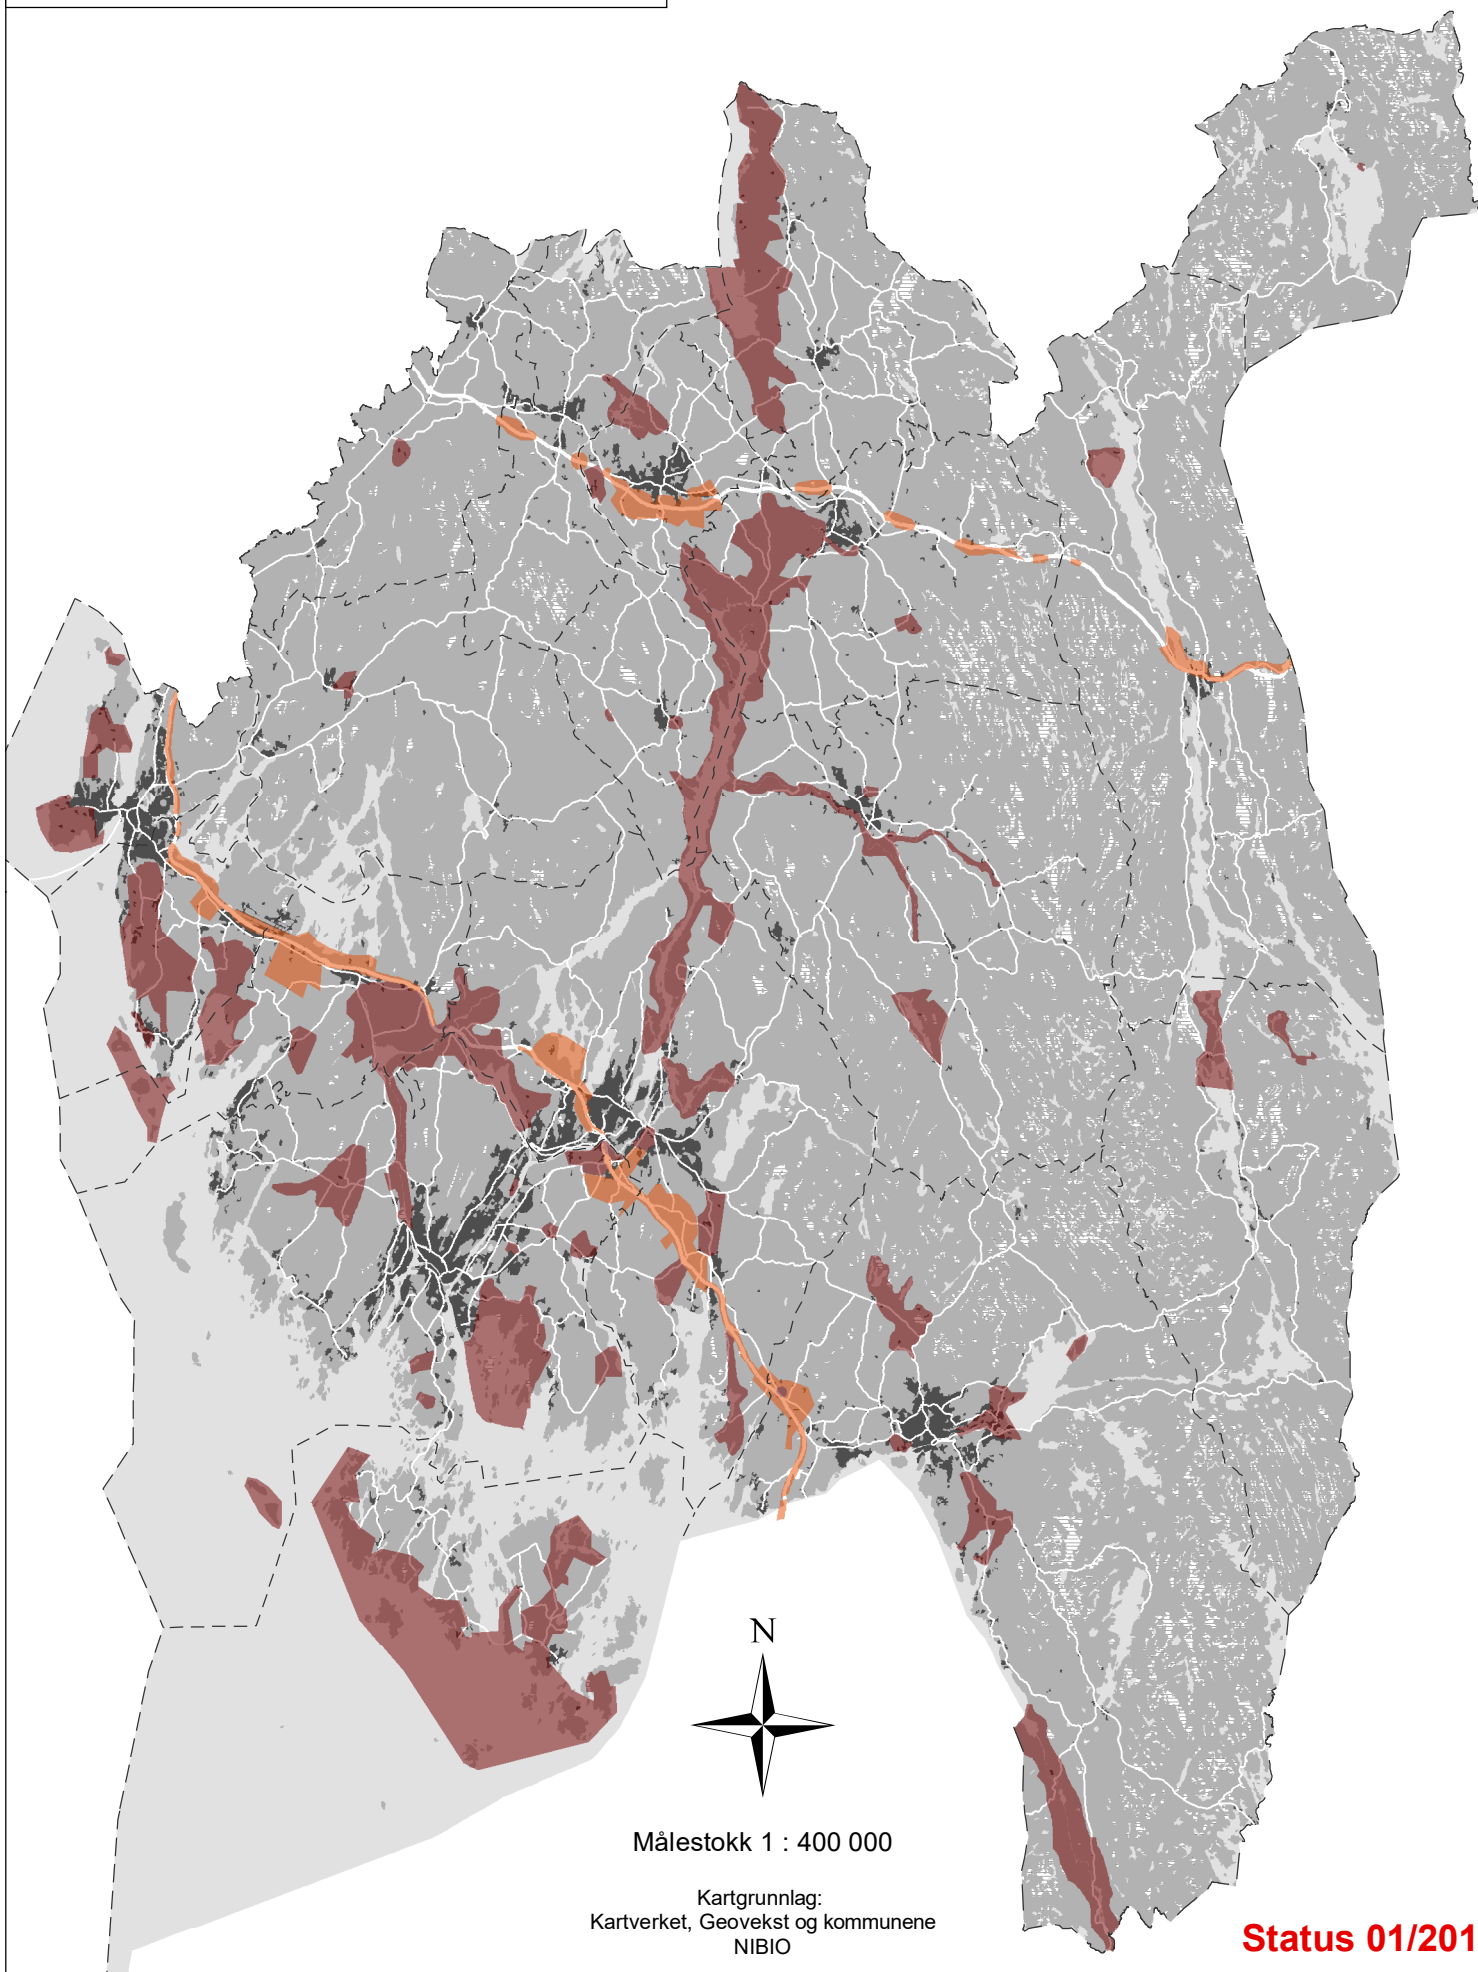 N
Målestokk 1 : 400 000
Kartgrunnlag:
Kartverket, Geovekst og kommunene
NIBIO
Status 01/201